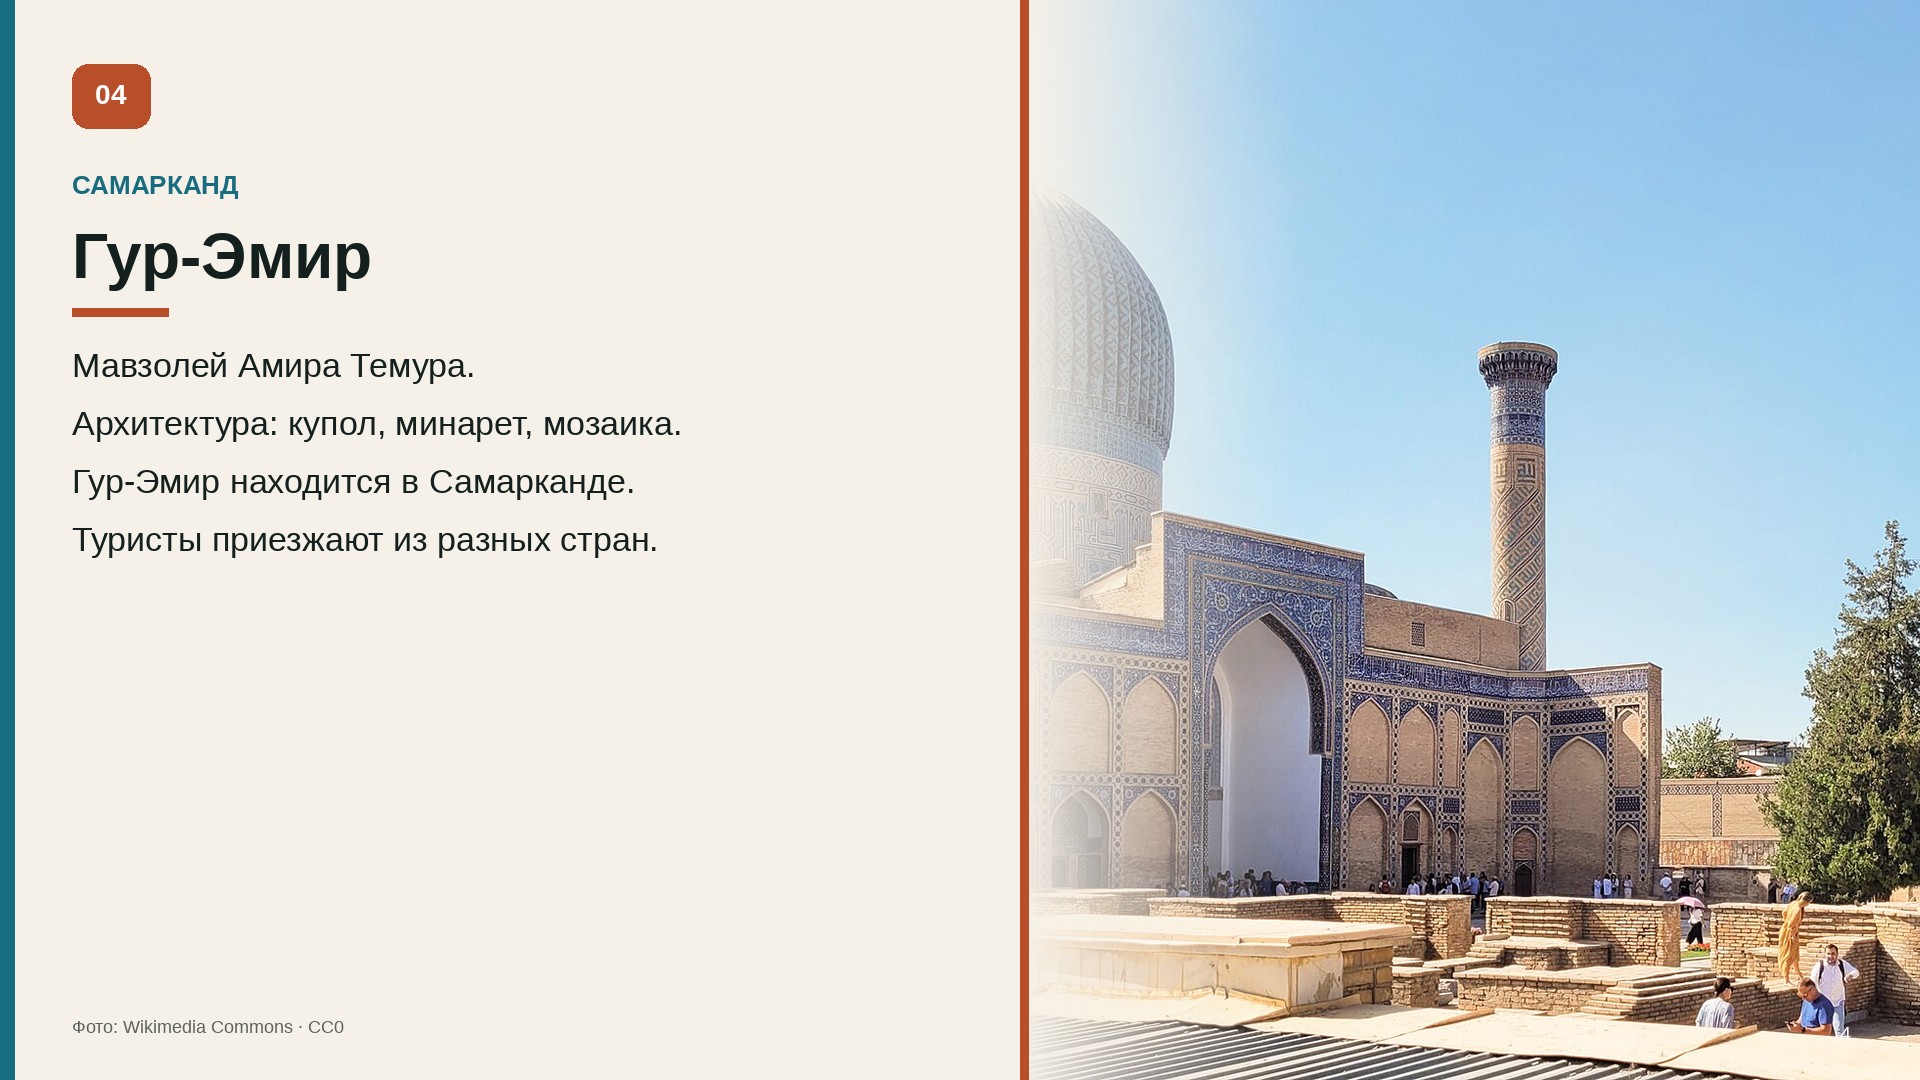 04
САМАРКАНД
Гур-Эмир
Мавзолей Амира Темура.
Архитектура: купол, минарет, мозаика.
Гур-Эмир находится в Самарканде.
Туристы приезжают из разных стран.
Фото: Wikimedia Commons · CC0